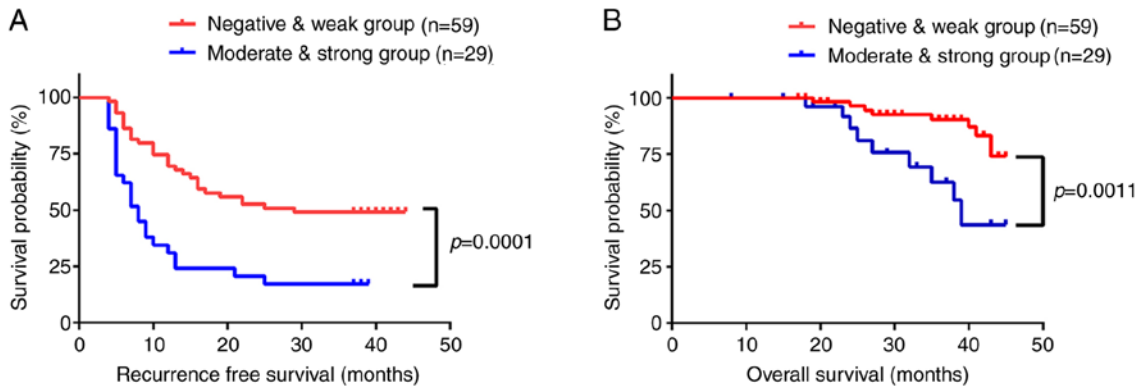 A
Negative & weak group (n=59)
Moderate & strong group (n=29)
Survival probability (%)
100
75
50
25
0
0 10 20 30 40 50
Recurrence free survival (months)
p=0.0001
B
Negative & weak group (n=59)
Moderate & strong group (n=29)
Survival probability (%)
100
75
50
25
0
0 10 20 30 40 50
Overall survival (months)
p=0.0011